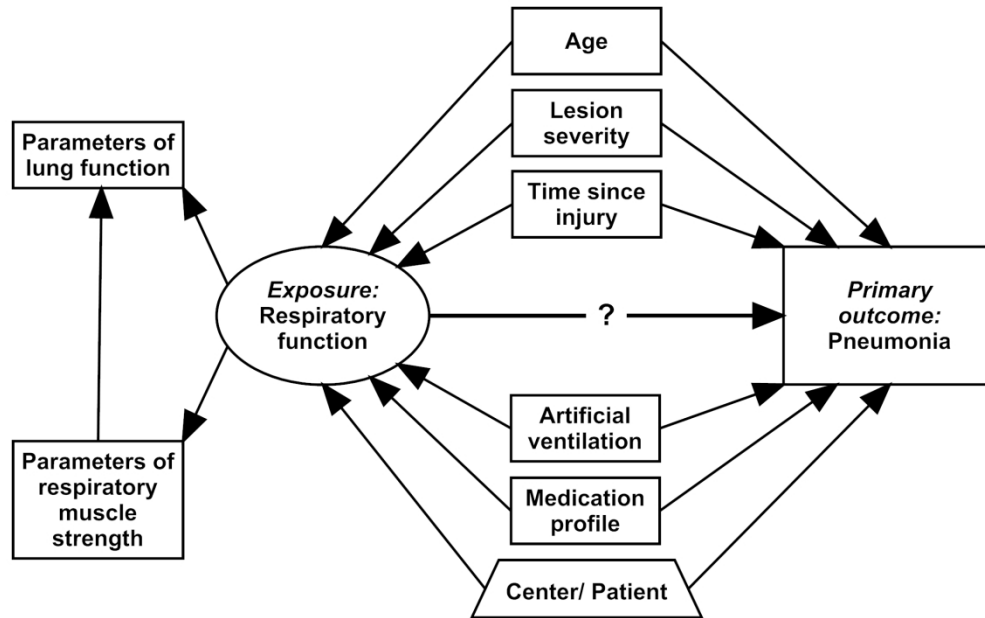 Age
Lesion
severity
Time since
injury
Parameters of
lung function
Exposure:
Respiratory
function
?
Primary
outcome:
Pneumonia
Parameters of
respiratory
muscle
strength
Artificial
ventilation
Medication
profile
Center/ Patient